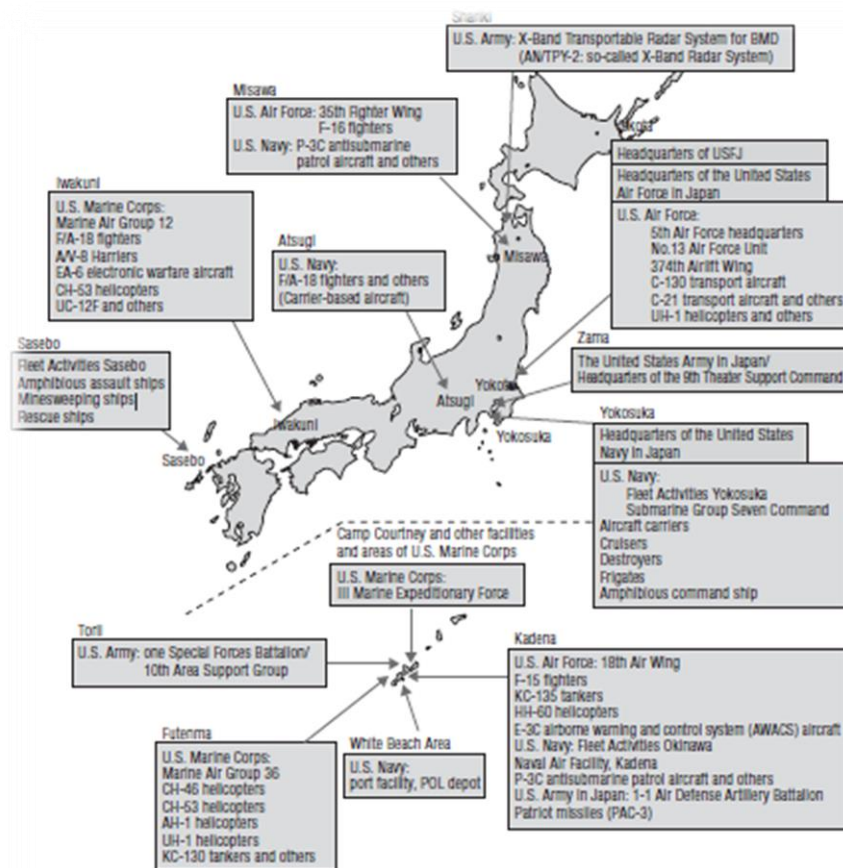 Shariki
U.S. Army: X-Band Transportable Radar System for BMD
(AN/TPY-2: so-called X-Band Radar System)
Misawa
U.S. Air Force: 35th Fighter Wing
F-16 fighters
U.S. Navy: P-3C antisubmarine
patrol aircraft and others
Yokota
Headquarters of USFJ
Headquarters of the United States
Air Force in Japan
U.S. Air Force:
5th Air Force headquarters
No.13 Air Force Unit
374th Airlift Wing
C-130 transport aircraft
C-21 transport aircraft and others
UH-1 helicopters and others
Iwakuni
U.S. Marine Corps:
Marine Air Group 12
F/A-18 fighters
A/V-8 Harriers
EA-6 electronic warfare aircraft
CH-53 helicopters
UC-12F and others
Atsugi
U.S. Navy:
F/A-18 fighters and others
(Carrier-based aircraft)
Misawa
Sasebo
Fleet Activities Sasebo
Amphibious assault ships
Minesweeping ships
Rescue ships
Zama
The United States Army in Japan/
Headquarters of the 9th Theater Support Command
Yokota
Atsugi
Iwakuni
Sasebo
Yokosuka
Yokosuka
Headquarters of the United States
Navy in Japan
U.S. Navy:
Fleet Activities Yokosuka
Submarine Group Seven Command
Aircraft carriers
Cruisers
Destroyers
Frigates
Amphibious command ship
Camp Courtney and other facilities
and areas of U.S. Marine Corps
U.S. Marine Corps:
III Marine Expeditionary Force
Torii
U.S. Army: one Special Forces Battalion/
10th Area Support Group
Kadena
U.S. Air Force: 18th Air Wing
F-15 fighters
KC-135 tankers
HH-60 helicopters
E-3C airborne warning and control system (AWACS) aircraft
U.S. Navy: Fleet Activities Okinawa
Naval Air Facility, Kadena
P-3C antisubmarine patrol aircraft and others
U.S. Army in Japan: 1-1 Air Defense Artillery Battalion
Patriot missiles (PAC-3)
Futenma
U.S. Marine Corps:
Marine Air Group 36
CH-46 helicopters
CH-53 helicopters
AH-1 helicopters
UH-1 helicopters
KC-130 tankers and others
White Beach Area
U.S. Navy:
port facility, POL depot